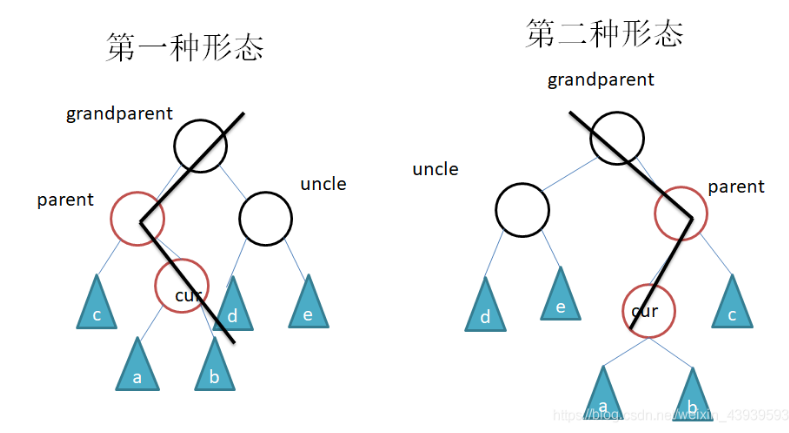 第一种形态
grandparent
parent
uncle
cur
c
d
e
a
b
第二种形态
grandparent
uncle
parent
cur
d
e
c
a
b
https://blog.csdn.net/weixin_43939593